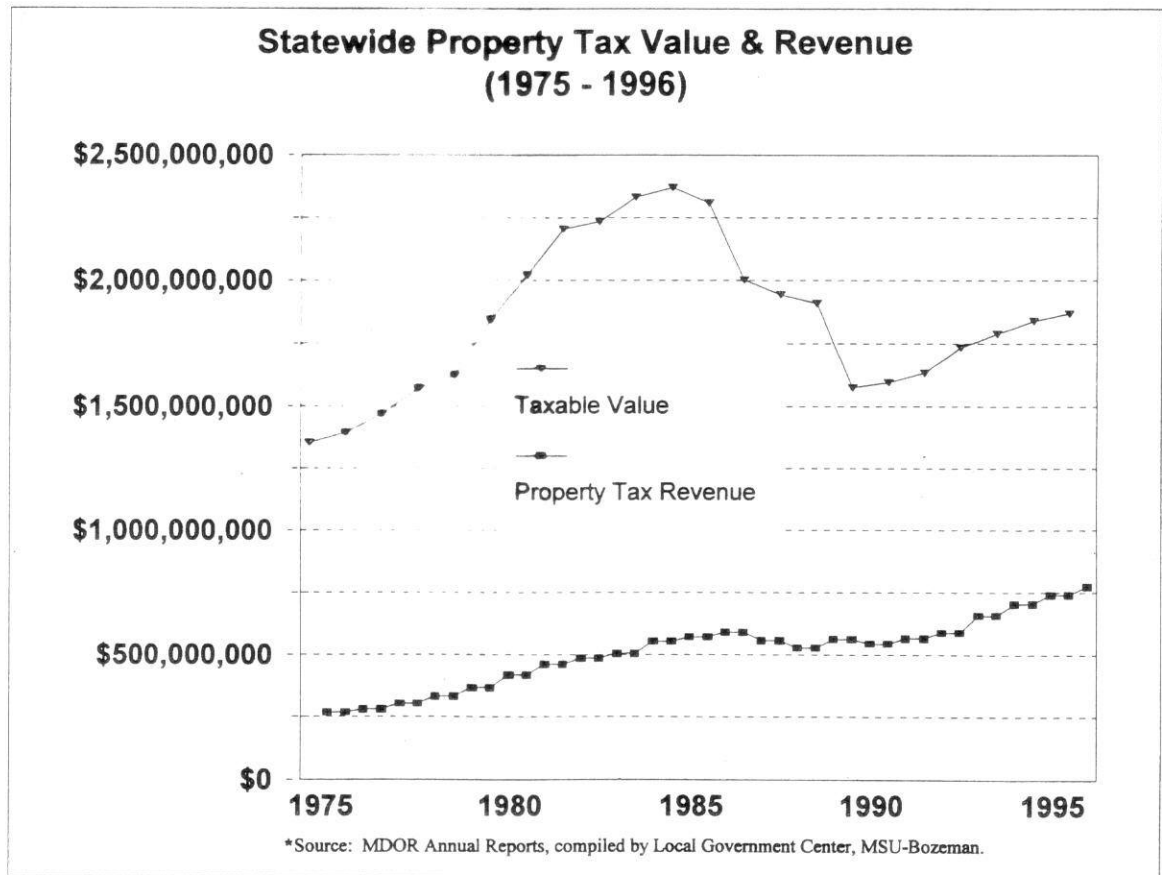 Statewide Property Tax Value & Revenue
(1975 - 1996)
$2,500,000,000
$2,000,000,000
$1,500,000,000
$1,000,000,000
$500,000,000
$0
Taxable Value
Property Tax Revenue
1975 1980 1985 1990 1995
*Source: MDOR Annual Reports, compiled by Local Government Center, MSU-Bozeman.